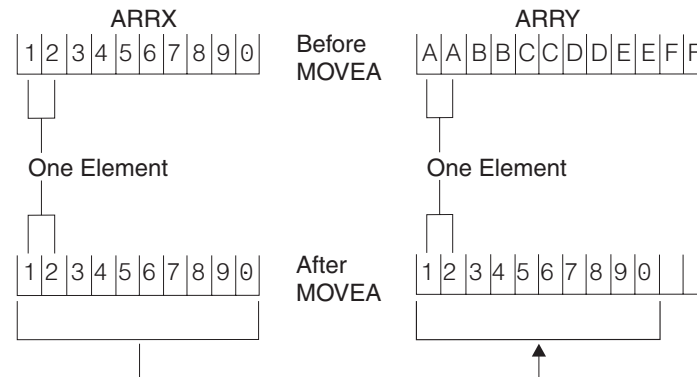 ARRX
ARRY
1 2 3 4 5 6 7 8 9 0
Before
MOVEA
A A B B C C D D E E F F
One Element
One Element
1 2 3 4 5 6 7 8 9 0
After
MOVEA
1 2 3 4 5 6 7 8 9 0